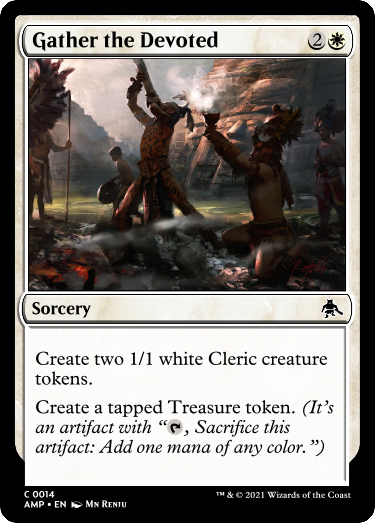 Gather the Devoted 2
Sorcery
Create two 1/1 white Cleric creature
tokens.
Create a tapped Treasure token. (It's
an artifact with “, Sacrifice this
artifact: Add one mana of any color.”)
C 0014
AMP • EN Mn Reniu
™ & © 2021 Wizards of the Coast